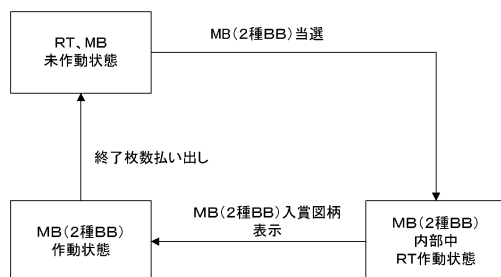 RT、MB
未作動状態
MB(2種BB)当選
終了枚数払い出し
MB(2種BB)入賞図柄
表示
MB(2種BB)
作動状態
MB(2種BB)
内部中
RT作動状態